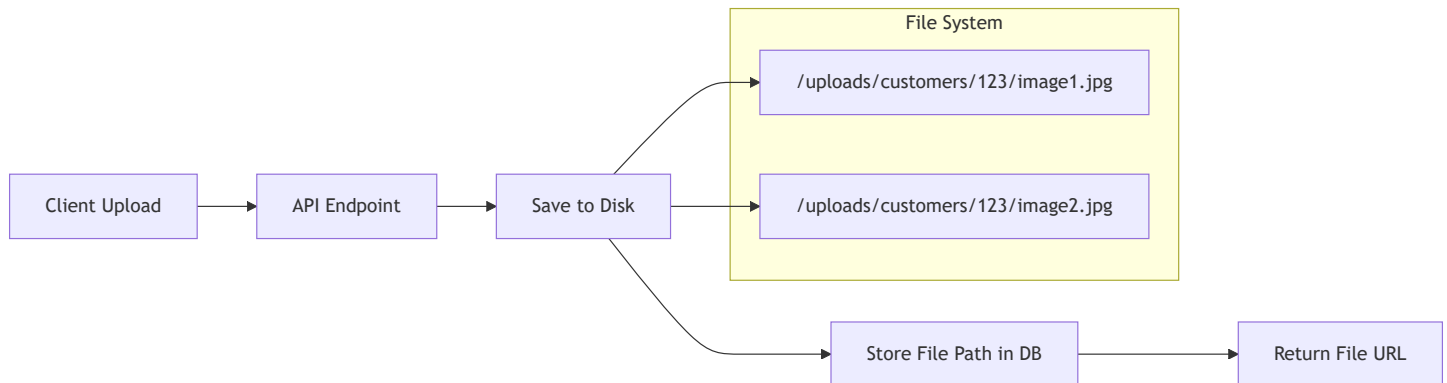 File System
/uploads/customers/123/image1.jpg
Client Upload
API Endpoint
Save to Disk
/uploads/customers/123/image2.jpg
Store File Path in DB
Return File URL